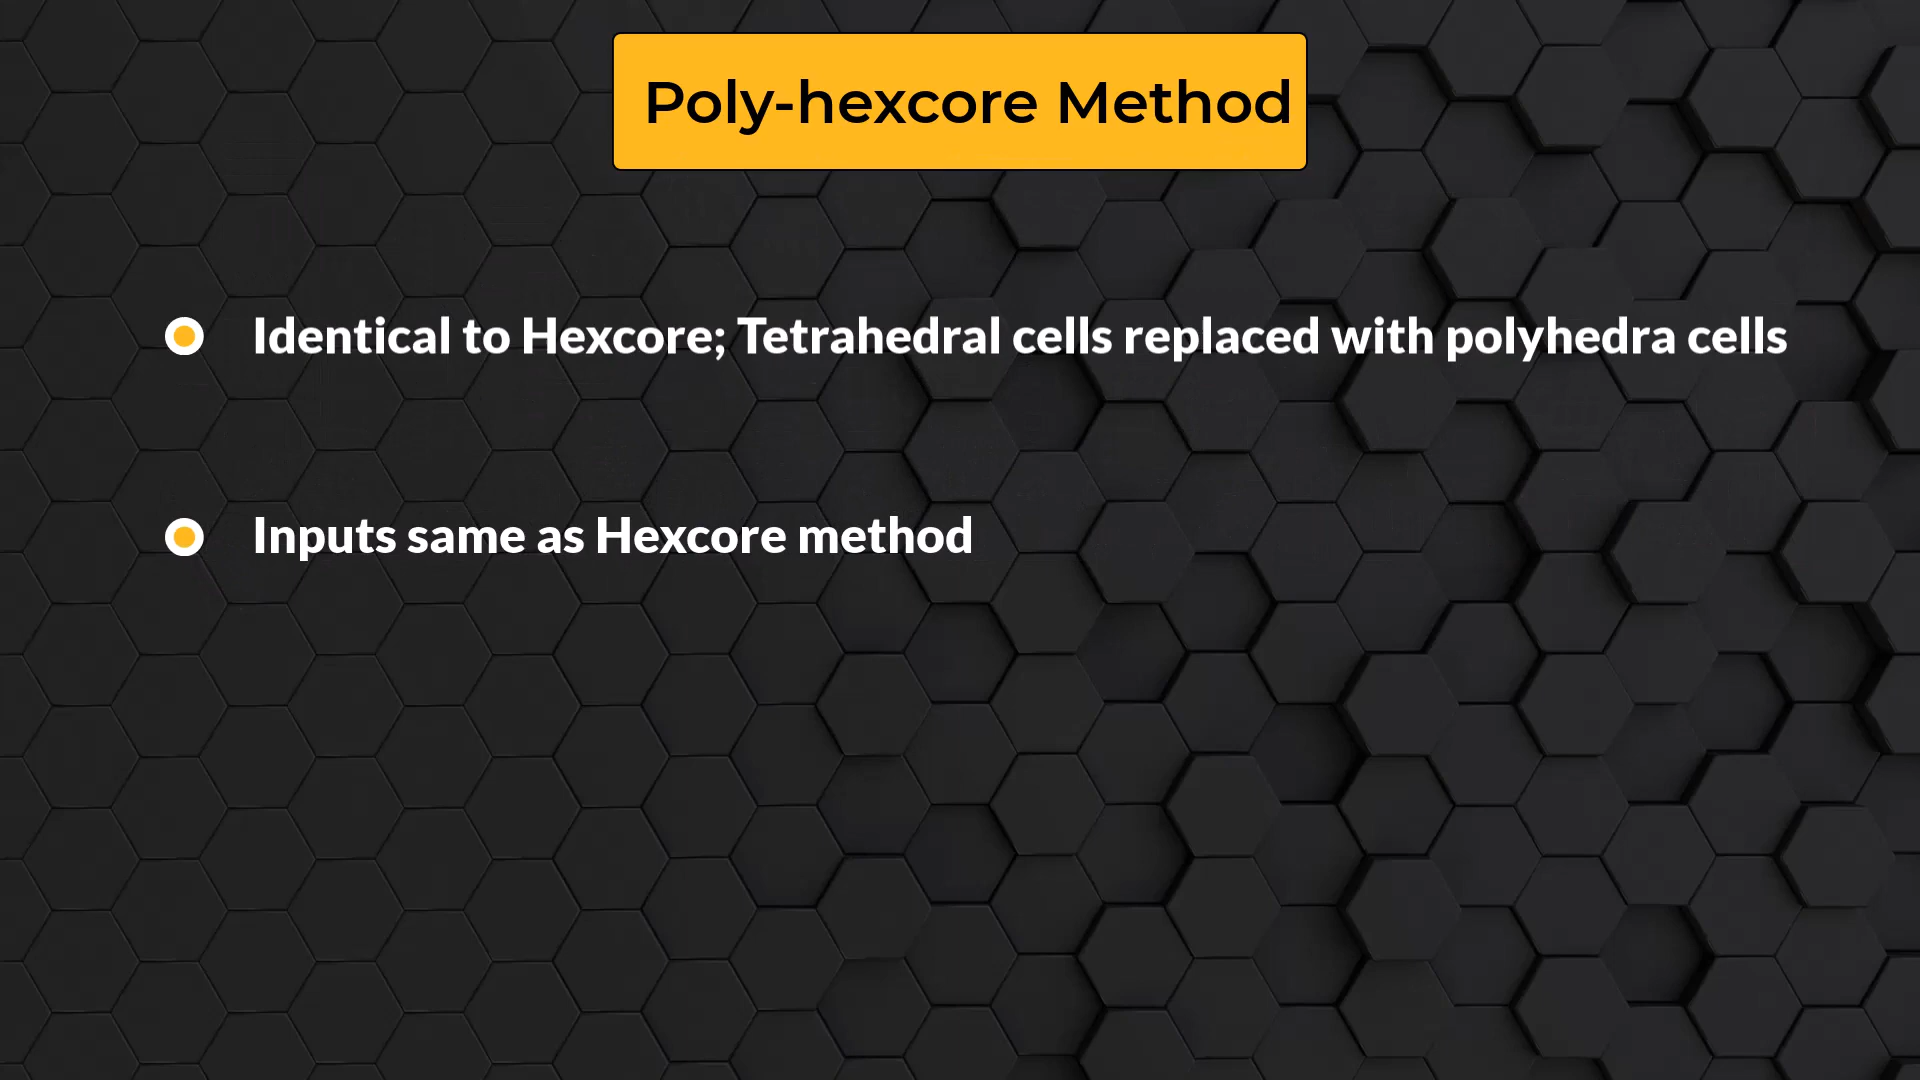 Poly-hexcore Method
Identical to Hexcore; Tetrahedral cells replaced with polyhedra cells
Inputs same as Hexcore method